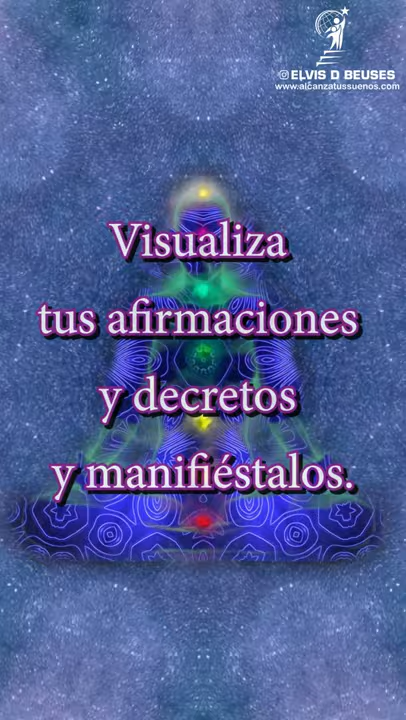 ©ELVIS D BEUSES
www.alcanzatussuenos.com
Visualiza
tus afirmaciones
y decretos
y manifiéstalos.